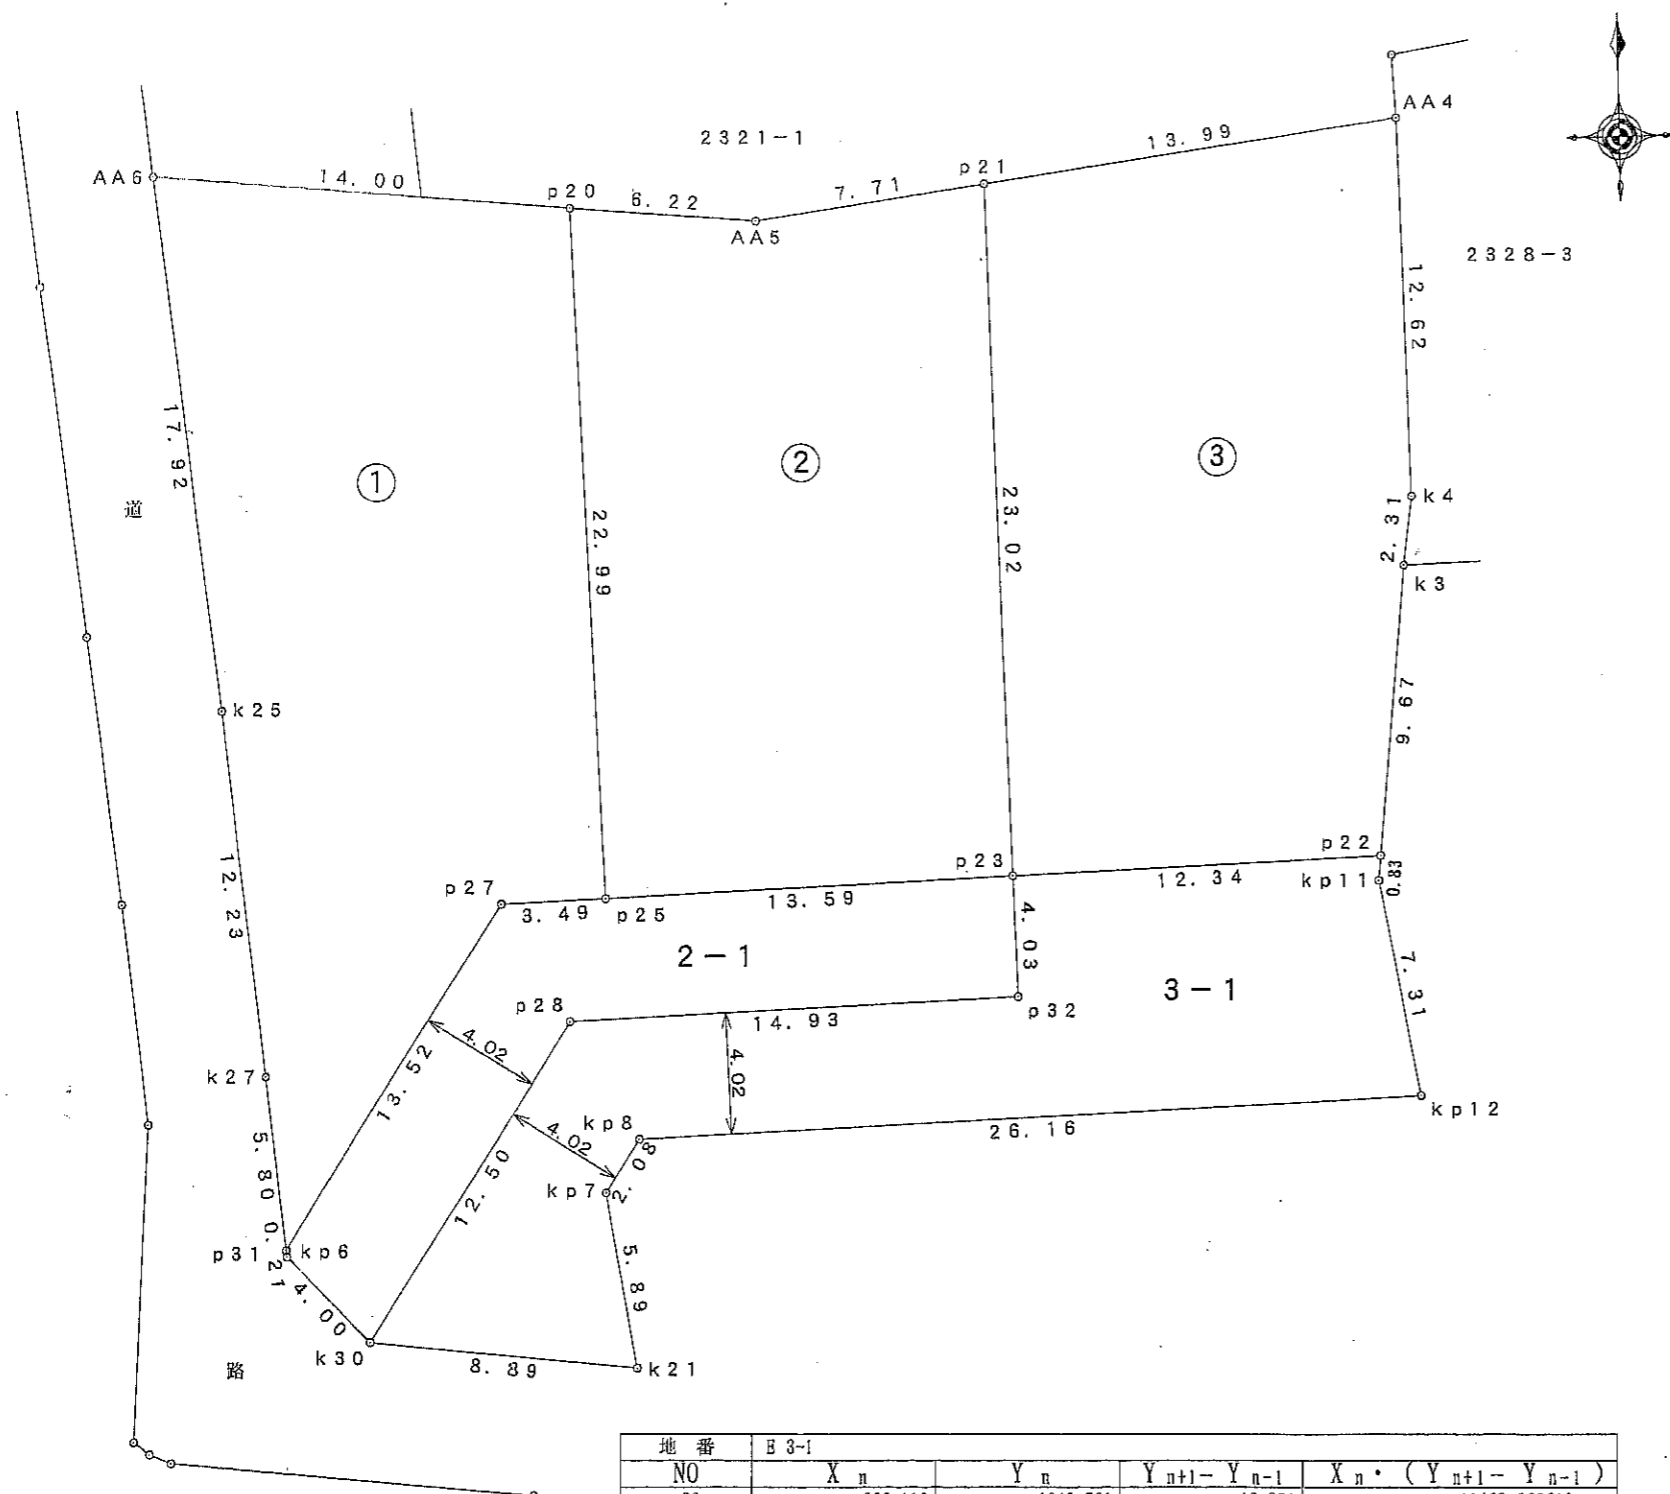 AA4
2321-1
13.99
p21
AA6
14.00
p20
6.22
7.71
AA5
2328-3
12.62
17.92
①
②
③
道
22.99
23.02
k4
2.31
k3
k25
9.67
12.23
p22
p23
kp11
0.83
12.34
p27
3.49
p25
13.59
2-1
4.03
7.31
3-1
p28
14.93
p32
4.02
13.52
4.02
k27
kp8
kp12
4.02
26.16
2.08
5.80
12.50
kp7
p31
kp6
0.21
4.00
5.89
k30
8.89
k21
路
地番 E 3-1
NO X n Y n Y n+1- Y n-1 X n・( Y n+1- Y n-1 )